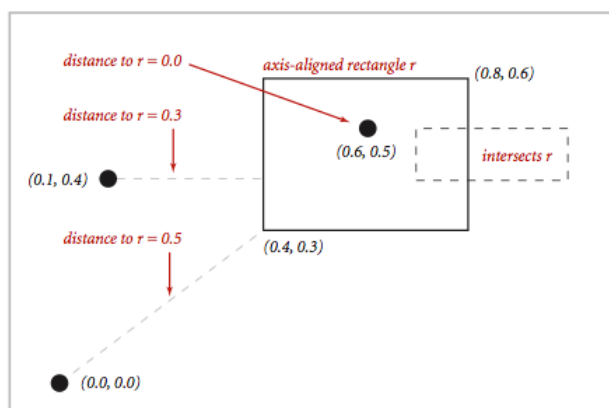 distance to r = 0.0
axis-aligned rectangle r
(0.8, 0.6)
distance to r = 0.3
(0.6, 0.5)
intersects r
(0.1, 0.4)
distance to r = 0.5
(0.4, 0.3)
(0.0, 0.0)